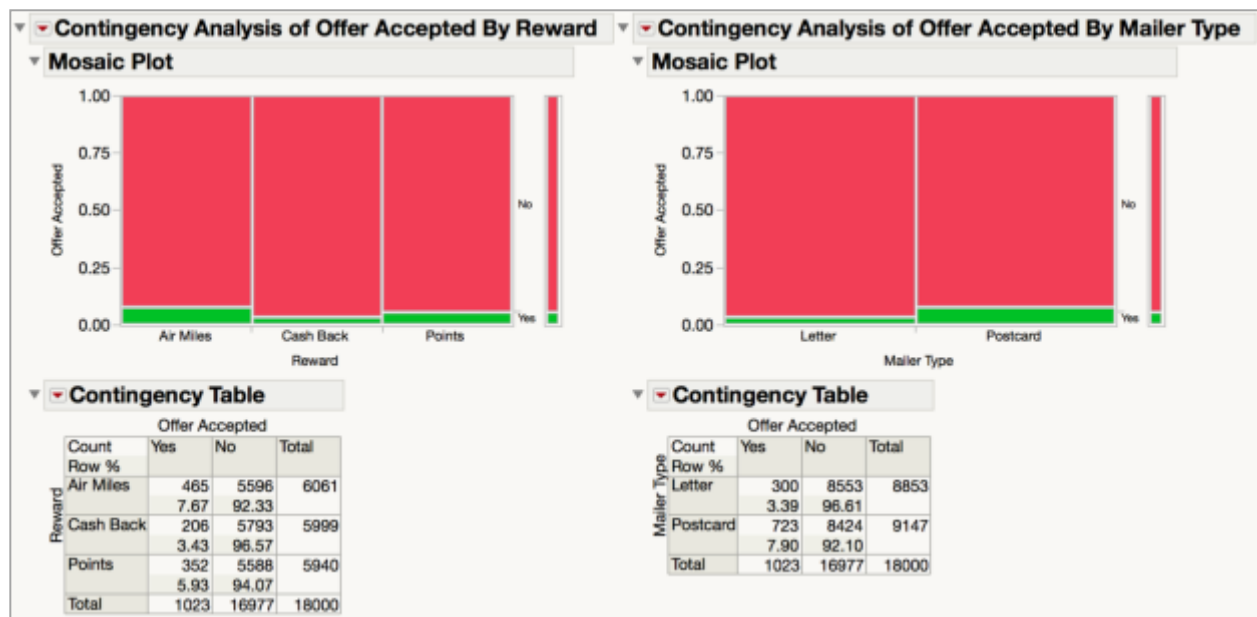 Contingency Analysis of Offer Accepted By Reward
Mosaic Plot
1.00
0.75
0.50
0.25
0.00
Offer Accepted
No
Yes
Air Miles Cash Back Points
Reward
Contingency Table
Offer Accepted
Count Yes No Total
Row %
Reward
Air Miles 465 5596 6061
7.67 92.33
Cash Back 206 5793 5999
3.43 96.57
Points 352 5588 5940
5.93 94.07
Total 1023 16977 18000
Contingency Analysis of Offer Accepted By Mailer Type
Mosaic Plot
1.00
0.75
0.50
0.25
0.00
Offer Accepted
No
Yes
Letter Postcard
Mailer Type
Contingency Table
Offer Accepted
Count Yes No Total
Row %
Mailer Type
Letter 300 8553 8853
3.39 96.61
Postcard 723 8424 9147
7.90 92.10
Total 1023 16977 18000